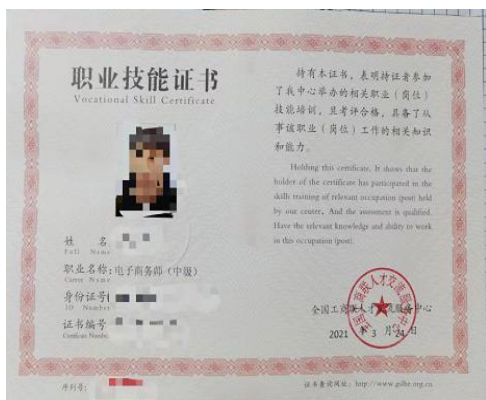 职业技能证书
Vocational Skill Certificate
姓 名
Full Name
职业名称:电子商务师(中级)
Career Name
身份证号
ID Number
证书编号
Certificate Number
序列号:
持有本证书,表明持证者参加
了我中心举办的相关职业(岗位)
技能培训,且考评合格,具备了从
事该职业(岗位)工作的相关知识
和能力。
Holding this certificate, It shows that the
holder of the certificate has participated in the
skills training of relevant occupation (post) held
by our center, And the assessment is qualified.
Have the relevant knowledge and ability to work
in this occupation (post).
全国工商联人才交流服务中心
2021 年 3 月 24 日
证书查询网址:http://www.gslhr.org.cn